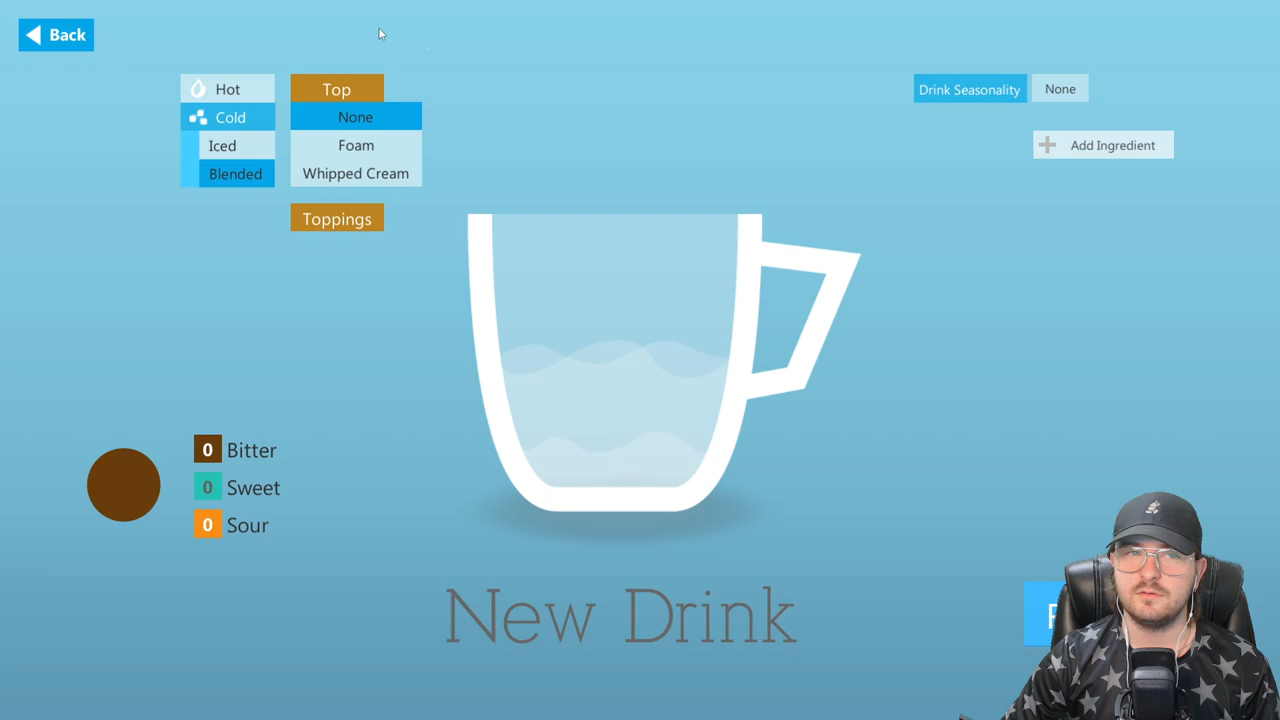 Back
Hot
Cold
Iced
Blended
Top
None
Foam
Whipped Cream
Toppings
Drink Seasonality
None
Add Ingredient
0 Bitter
0 Sweet
0 Sour
New Drink